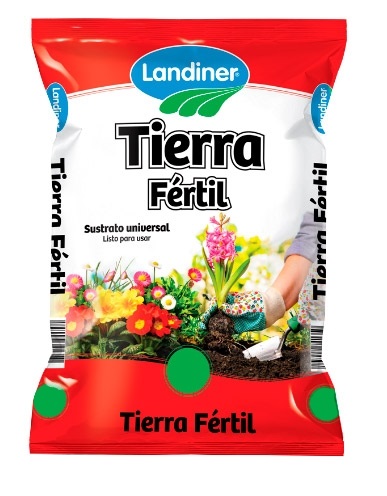 Landiner®
Tierra
Fértil
Sustrato universal
Listo para usar
Landiner
Tierra Fértil
Landiner
Tierra Fértil
Tierra Fértil